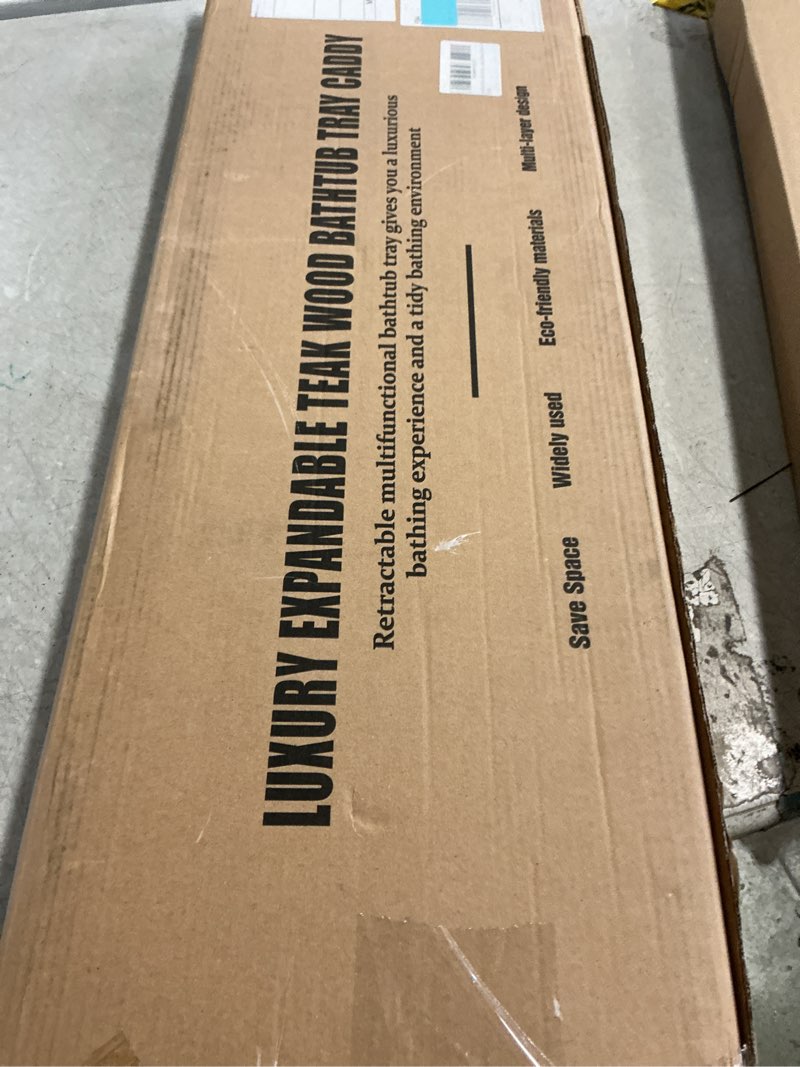 LUXURY EXPANDABLE TEAK WOOD BATHTUB TRAY CADDY
Retractable multifunctional bathtub tray gives you a luxurious
bathing experience and a tidy bathing environment
Save Space
Widely used
Eco-friendly materials
Multi-layer design